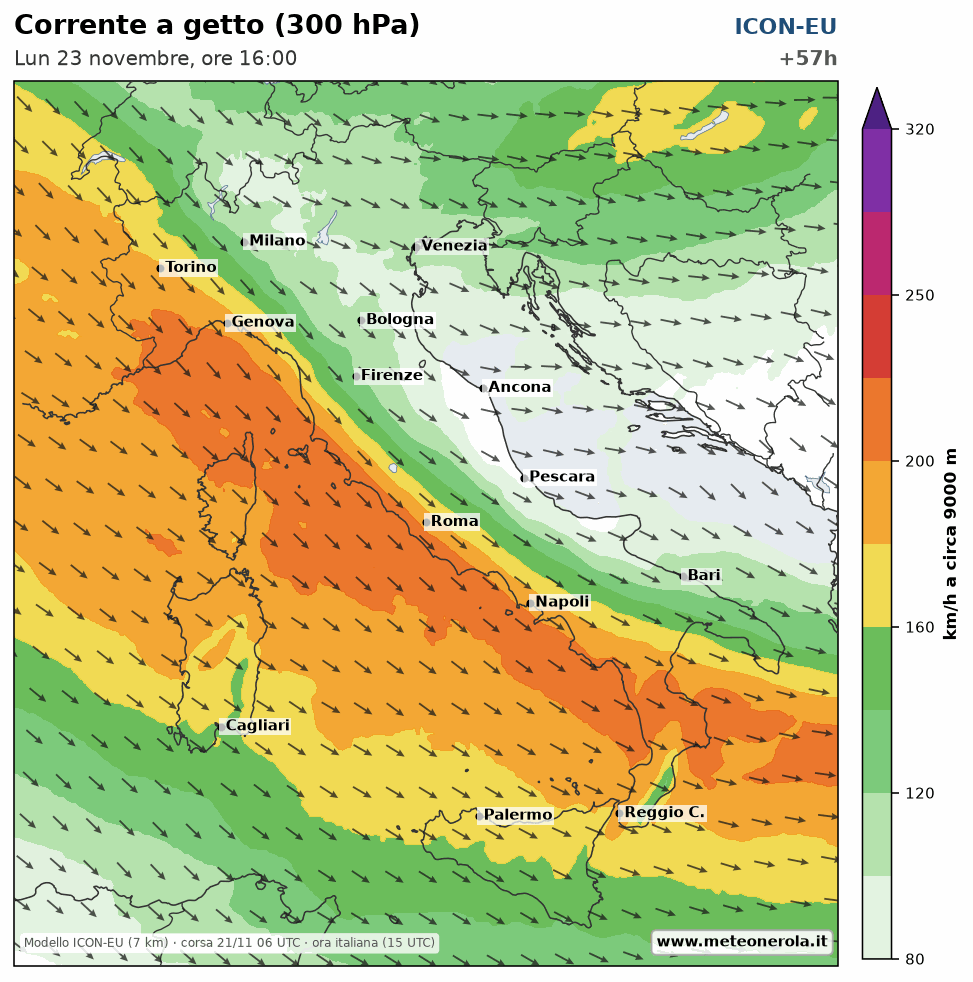 Corrente a getto (300 hPa)
ICON-EU
Lun 23 novembre, ore 16:00
+57h
Milano
Venezia
Torino
Genova
Bologna
Firenze
Ancona
Pescara
Roma
Bari
Napoli
Cagliari
Palermo
Reggio C.
320
250
200
160
120
80
km/h a circa 9000 m
Modello ICON-EU (7 km) · corsa 21/11 06 UTC · ora italiana (15 UTC)
www.meteonerola.it